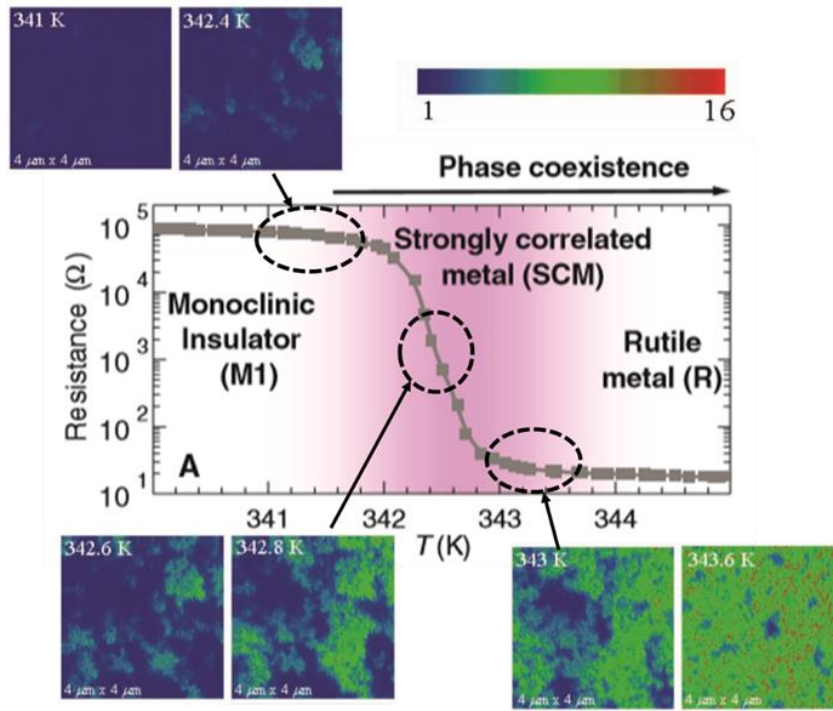 341 K
342.4 K
4 μm x 4 μm
4 μm x 4 μm
1
16
Phase coexistence
Resistance (Ω)
10^5
10^4
10^3
10^2
10^1
Strongly correlated
metal (SCM)
Monoclinic
Insulator
(M1)
Rutile
metal (R)
A
341
342
343
344
T(K)
342.6 K
342.8 K
343 K
343.6 K
4 μm x 4 μm
4 μm x 4 μm
4 μm x 4 μm
4 μm x 4 μm